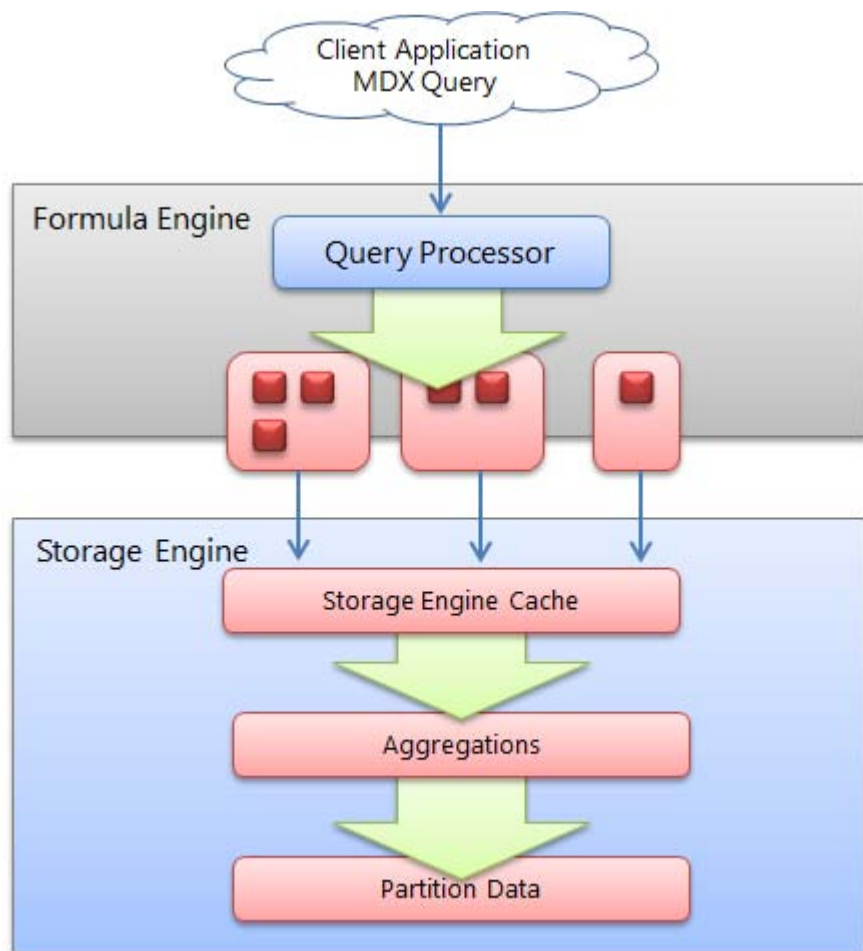 Client Application
MDX Query
Formula Engine
Query Processor
Storage Engine
Storage Engine Cache
Aggregations
Partition Data